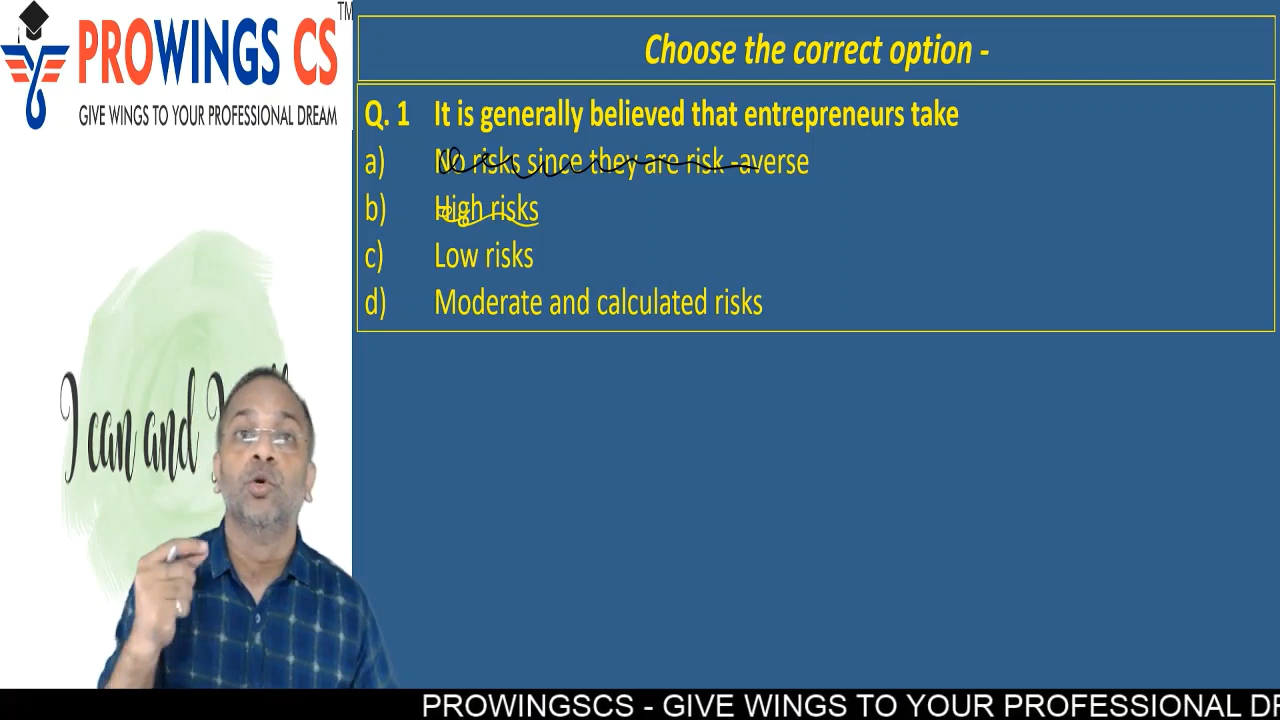 TM
PROWINGS CS
GIVE WINGS TO YOUR PROFESSIONAL DREAM
Choose the correct option -
Q. 1 It is generally believed that entrepreneurs take
a) No risks since they are risk -averse
b) High risks
c) Low risks
d) Moderate and calculated risks
I can and I
PROWINGSCS - GIVE WINGS TO YOUR PROFESSIONAL